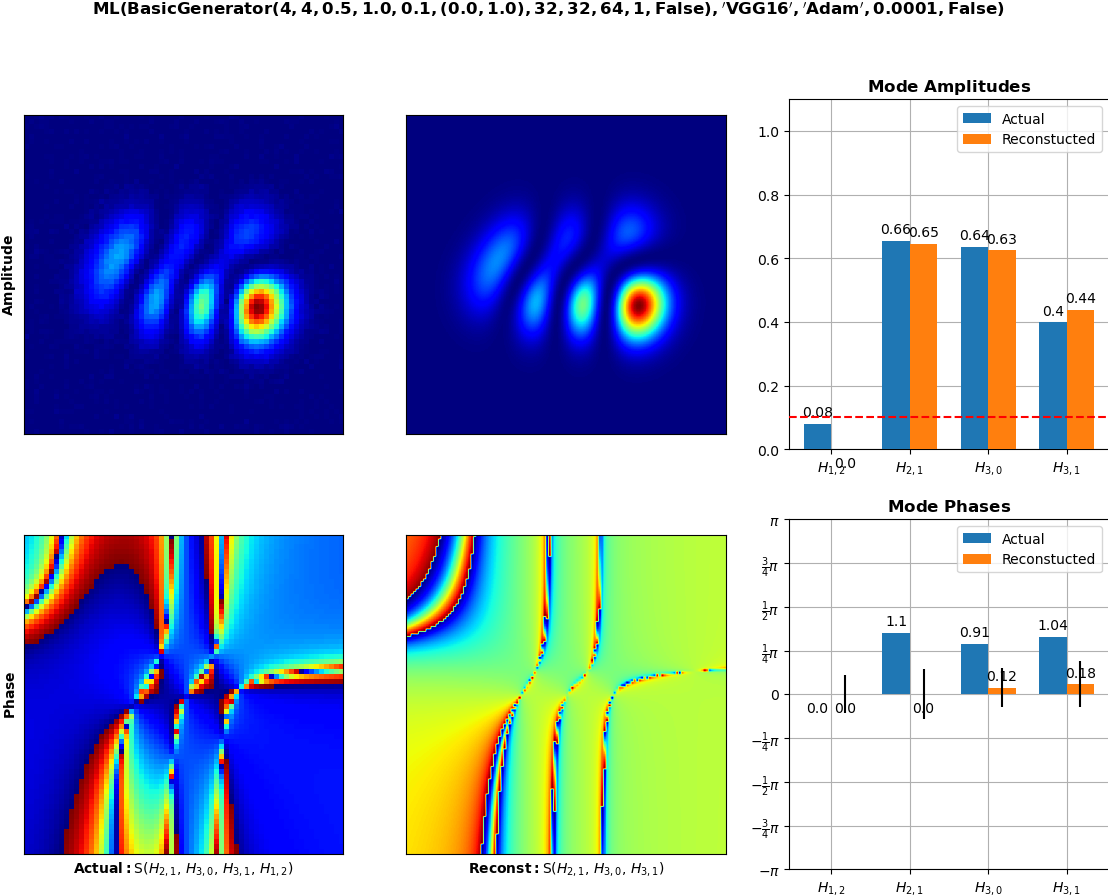 ML(BasicGenerator(4, 4, 0.5, 1.0, 0.1, (0.0, 1.0), 32, 32, 64, 1, False), ′VGG16′, ′Adam′, 0.0001, False)
Amplitude
Mode Amplitudes
Actual
Reconstucted
1.0
0.8
0.6
0.4
0.2
0.0
0.08
0.0
0.66
0.65
0.64
0.63
0.4
0.44
H1,2
H2,1
H3,0
H3,1
Phase
Actual: S(H2,1, H3,0, H3,1, H1,2)
Reconst: S(H2,1, H3,0, H3,1)
Mode Phases
Actual
Reconstucted
π
3/4π
1/2π
1/4π
0
−1/4π
−1/2π
−3/4π
−π
0.0
0.0
1.1
0.0
0.91
0.12
1.04
0.18
H1,2
H2,1
H3,0
H3,1